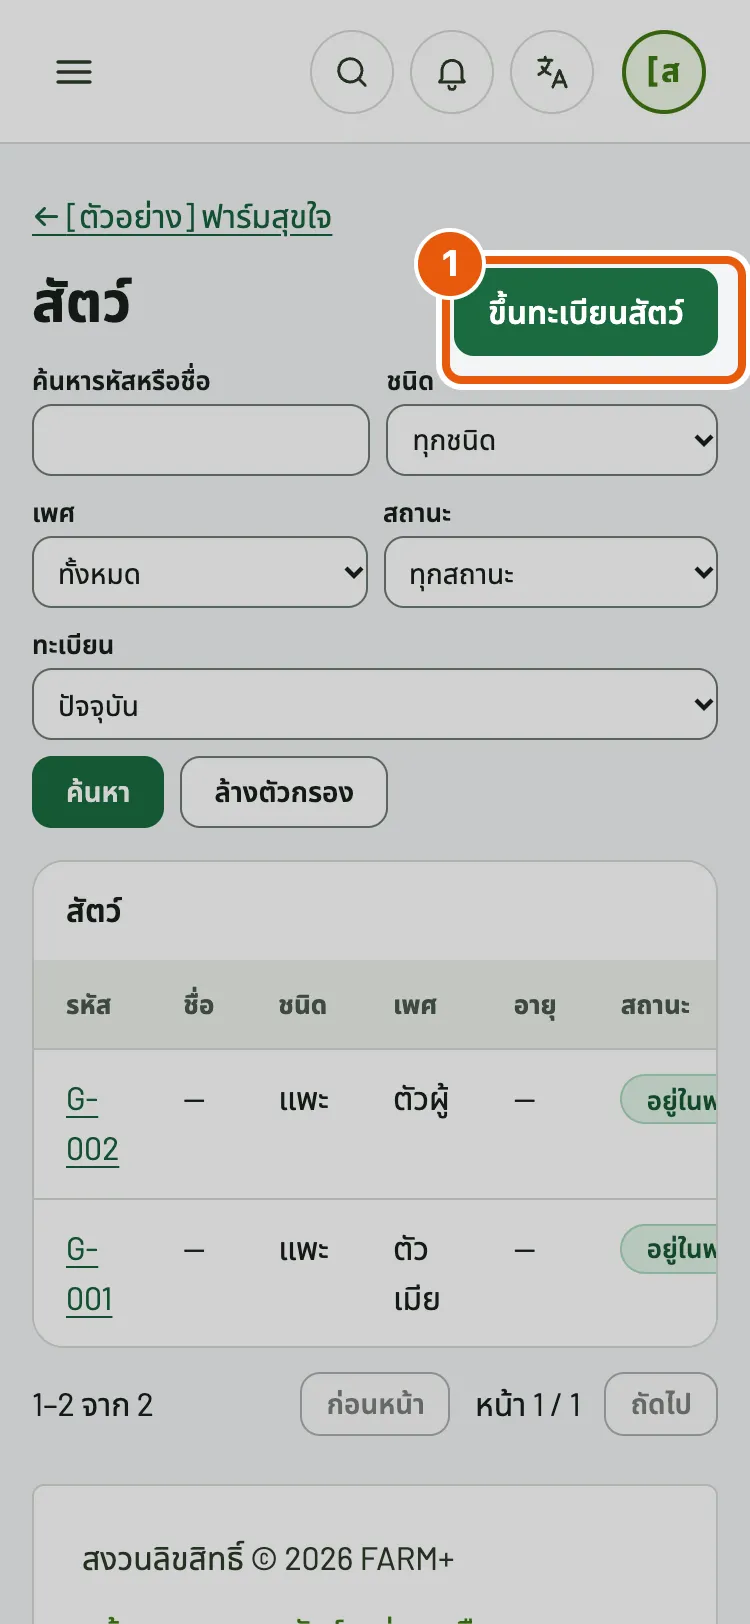 [ส
← [ตัวอย่าง] ฟาร์มสุขใจ
1
สัตว์
ขึ้นทะเบียนสัตว์
ค้นหารหัสหรือชื่อ ชนิด
ทุกชนิด
เพศ สถานะ
ทั้งหมด ทุกสถานะ
ทะเบียน
ปัจจุบัน
ค้นหา ล้างตัวกรอง
สัตว์
รหัส ชื่อ ชนิด เพศ อายุ สถานะ
G-002 — แพะ ตัวผู้ — อยู่ใน
G-001 — แพะ ตัวเมีย — อยู่ใน
1–2 จาก 2 ก่อนหน้า หน้า 1 / 1 ถัดไป
สงวนลิขสิทธิ์ © 2026 FARM+